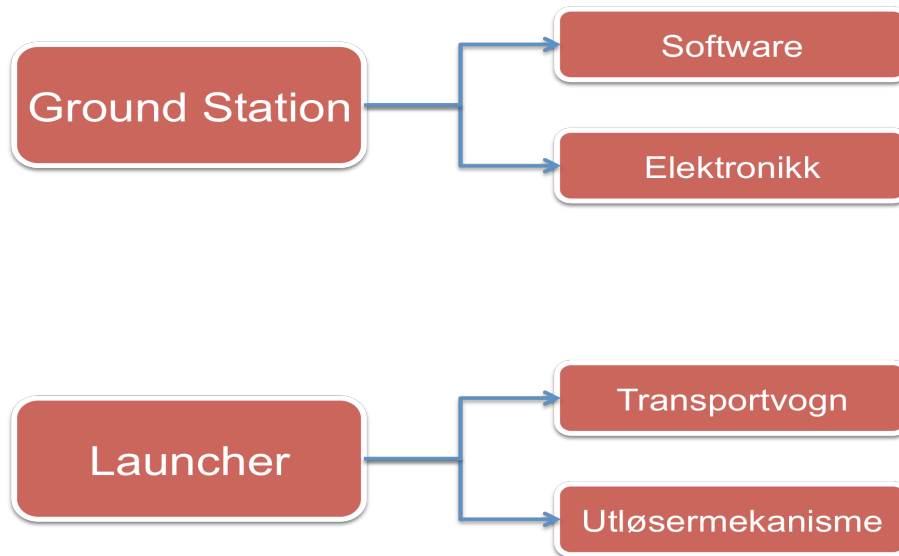 Ground Station
Software
Elektronikk
Launcher
Transportvogn
Utløsermekanisme